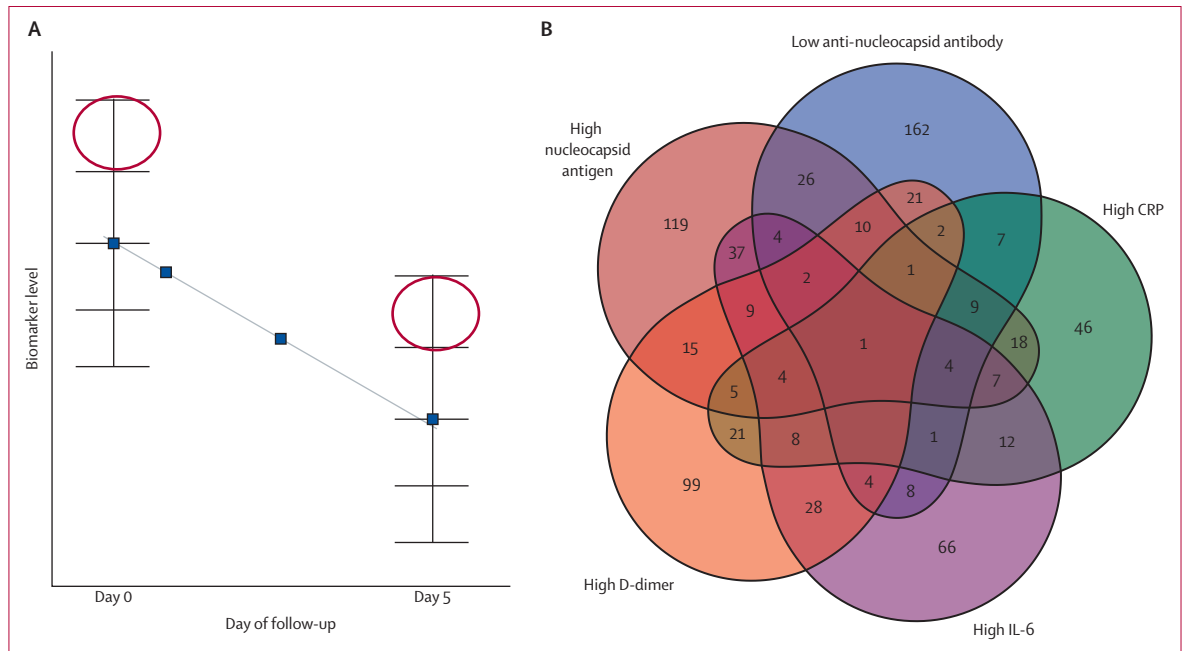 A
Biomarker level
Day 0
Day 5
Day of follow-up
B
Low anti-nucleocapsid antibody
High
nucleocapsid
antigen
High CRP
High D-dimer
High IL-6
162
26
21
119
10
2
7
37
4
1
2
9
46
9
18
15
1
4
7
5
4
21
8
1
12
99
4
8
28
66